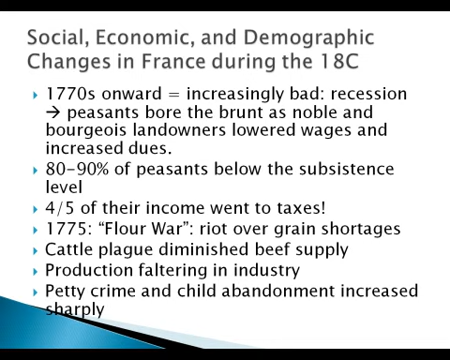 Social, Economic, and Demographic
Changes in France during the 18C
1770s onward = increasingly bad: recession
→ peasants bore the brunt as noble and
bourgeois landowners lowered wages and
increased dues.
80-90% of peasants below the subsistence
level
4/5 of their income went to taxes!
1775: “Flour War”: riot over grain shortages
Cattle plague diminished beef supply
Production faltering in industry
Petty crime and child abandonment increased
sharply